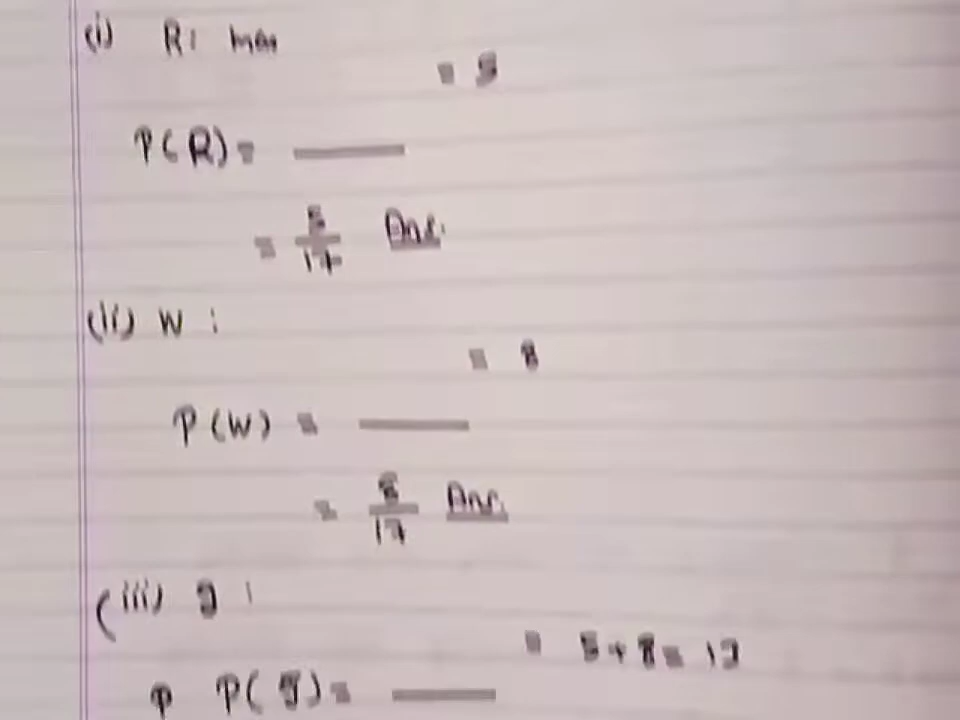 (i) R:
= 5
P(R) =
= 5/17 Ans.
(ii) W :
= 8
P(W) =
= 8/17 Ans.
(iii) g :
= 5+8= 13
P P(g) =